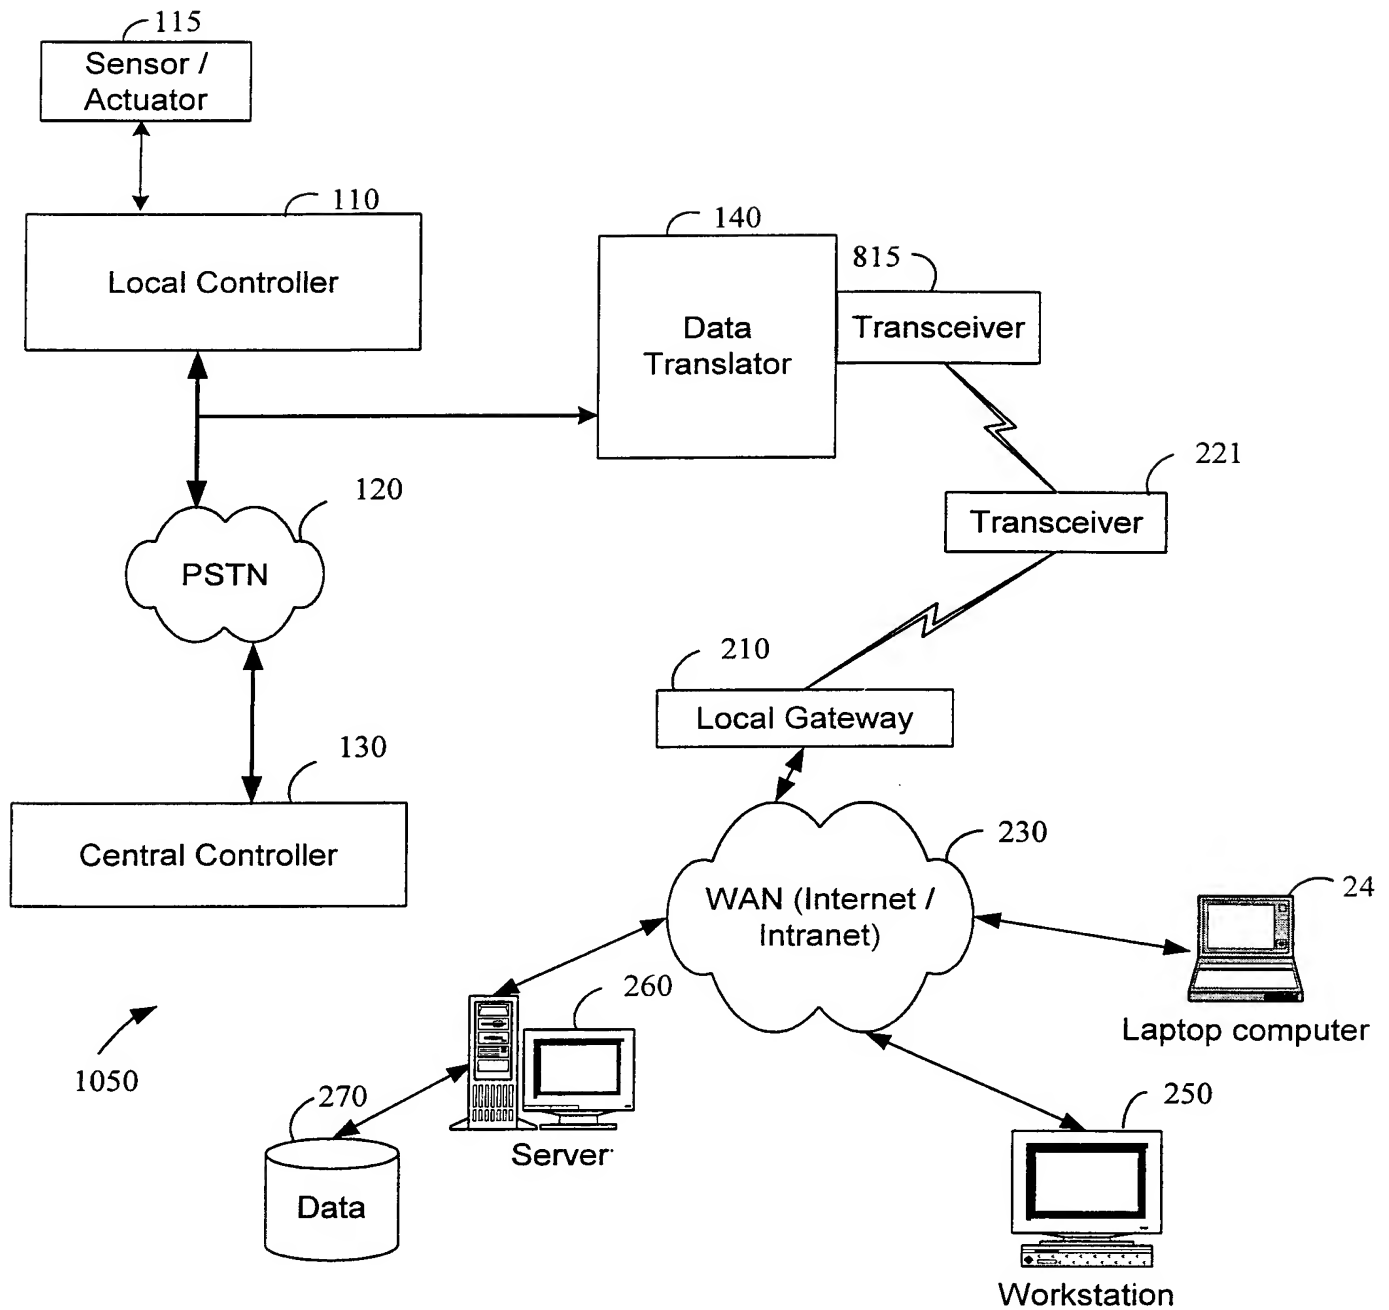 115
Sensor /
Actuator
110
Local Controller
140
Data
Translator
815
Transceiver
221
Transceiver
120
PSTN
210
Local Gateway
130
Central Controller
230
WAN (Internet /
Intranet)
24
Laptop computer
260
Server
1050
270
Data
250
Workstation